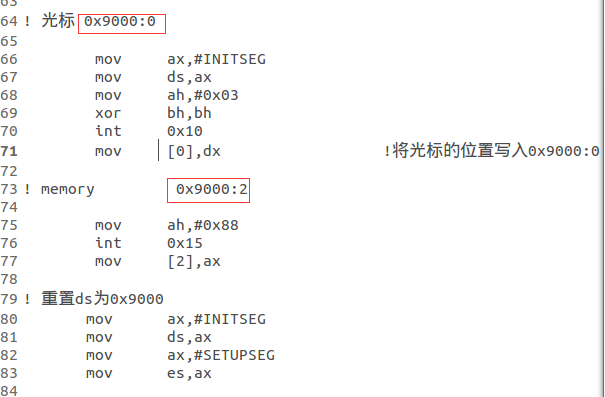 63
64 ! 光标 0x9000:0
65
66 mov ax,#INITSEG
67 mov ds,ax
68 mov ah,#0x03
69 xor bh,bh
70 int 0x10
71 mov [0],dx !将光标的位置写入0x9000:0
72
73 ! memory 0x9000:2
74
75 mov ah,#0x88
76 int 0x15
77 mov [2],ax
78
79 ! 重置ds为0x9000
80 mov ax,#INITSEG
81 mov ds,ax
82 mov ax,#SETUPSEG
83 mov es,ax
84